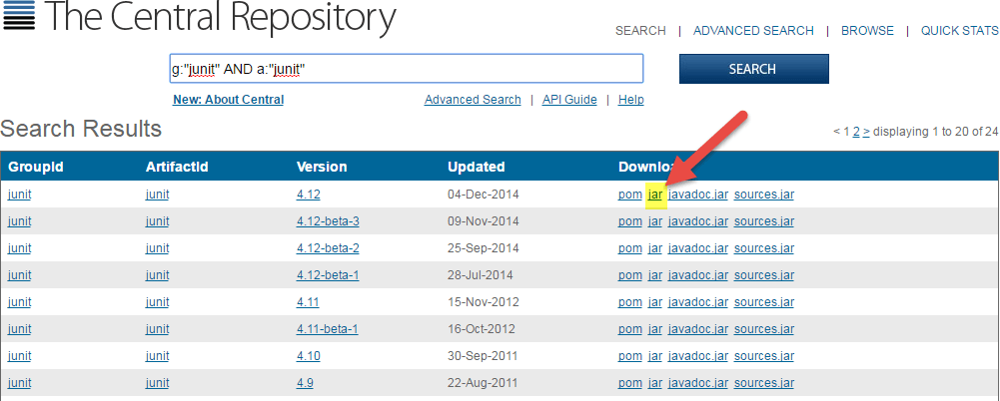 The Central Repository
SEARCH | ADVANCED SEARCH | BROWSE | QUICK STATS
g:"junit" AND a:"junit" SEARCH
New: About Central Advanced Search | API Guide | Help
Search Results < 1 2 > displaying 1 to 20 of 24
GroupId ArtifactId Version Updated Downloa
junit junit 4.12 04-Dec-2014 pom jar javadoc.jar sources.jar
junit junit 4.12-beta-3 09-Nov-2014 pom jar javadoc.jar sources.jar
junit junit 4.12-beta-2 25-Sep-2014 pom jar javadoc.jar sources.jar
junit junit 4.12-beta-1 28-Jul-2014 pom jar javadoc.jar sources.jar
junit junit 4.11 15-Nov-2012 pom jar javadoc.jar sources.jar
junit junit 4.11-beta-1 16-Oct-2012 pom jar javadoc.jar sources.jar
junit junit 4.10 30-Sep-2011 pom jar javadoc.jar sources.jar
junit junit 4.9 22-Aug-2011 pom jar javadoc.jar sources.jar